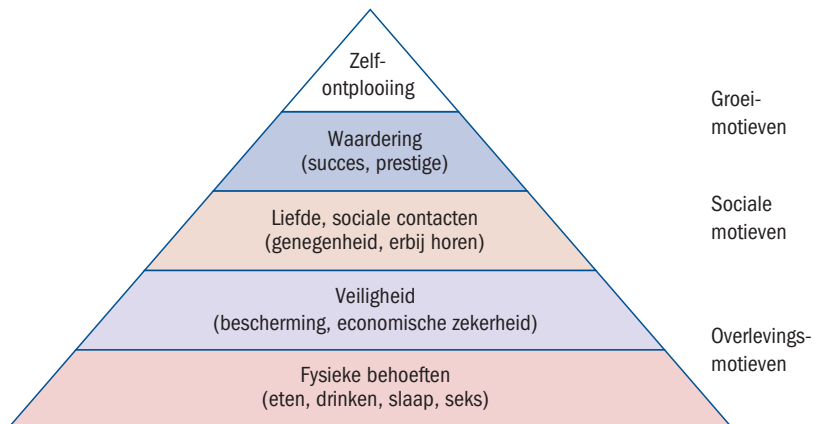 Zelf-
ontplooiing
Groei-
motieven
Waardering
(succes, prestige)
Liefde, sociale contacten
(genegenheid, erbij horen)
Sociale
motieven
Veiligheid
(bescherming, economische zekerheid)
Overlevings-
motieven
Fysieke behoeften
(eten, drinken, slaap, seks)